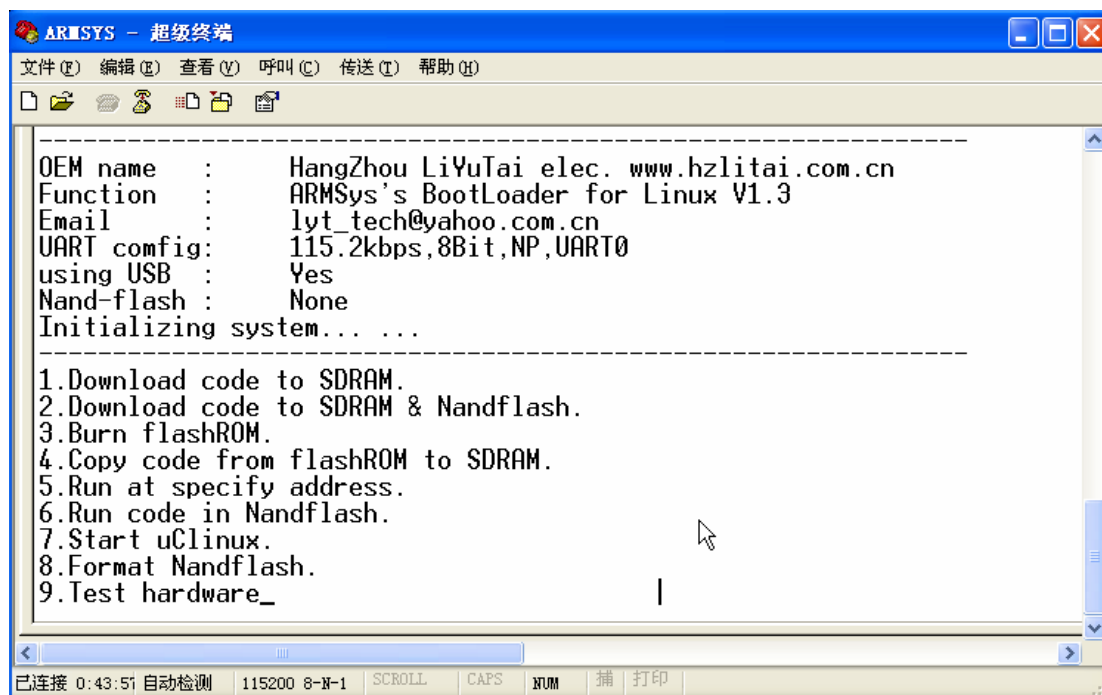 ARMSYS - 超级终端
文件(F) 编辑(E) 查看(V) 呼叫(C) 传送(T) 帮助(H)
----------------------------------------------------------------
OEM name : HangZhou LiYuTai elec. www.hzlitai.com.cn
Function : ARMSys's BootLoader for Linux V1.3
Email : lyt_tech@yahoo.com.cn
UART comfig: 115.2kbps,8Bit,NP,UART0
using USB : Yes
Nand-flash : None
Initializing system... ...
----------------------------------------------------------------
1.Download code to SDRAM.
2.Download code to SDRAM & Nandflash.
3.Burn flashROM.
4.Copy code from flashROM to SDRAM.
5.Run at specify address.
6.Run code in Nandflash.
7.Start uClinux.
8.Format Nandflash.
9.Test hardware_
已连接 0:43:57 自动检测 115200 8-N-1 SCROLL CAPS NUM 捕 打印